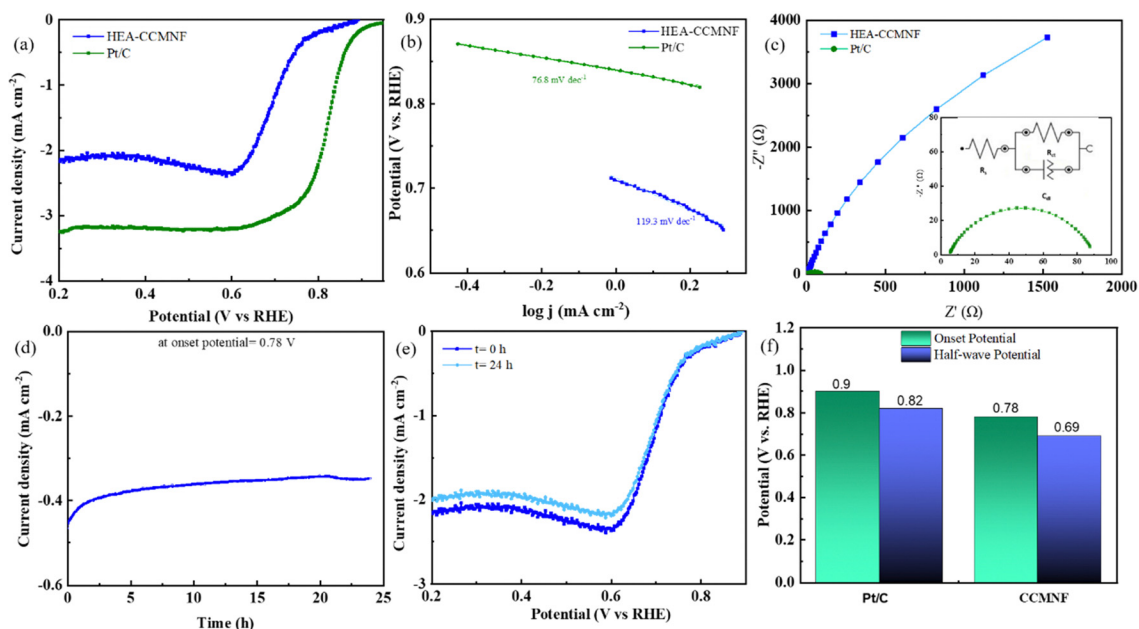 (a)
HEA-CCMNF
Pt/C
0
-1
-2
-3
-4
0.2
0.4
0.6
0.8
Current density (mA cm-2)
Potential (V vs RHE)
(b)
HEA-CCMNF
Pt/C
76.8 mV dec-1
119.3 mV dec-1
0.9
0.8
0.7
0.6
-0.4
-0.2
0.0
0.2
0.4
Potential (V vs. RHE)
log j (mA cm-2)
(c)
HEA-CCMNF
Pt/C
4000
3000
2000
1000
0
0
500
1000
1500
2000
-Z'' (Ω)
Z' (Ω)
80
60
40
20
0
0
20
40
60
80
100
-Z'' (Ω)
Rs
Rct
Cdl
(d)
at onset potential= 0.78 V
0.0
-0.2
-0.4
-0.6
0
5
10
15
20
25
Current density (mA cm-2)
Time (h)
(e)
t= 0 h
t= 24 h
0
-1
-2
-3
0.2
0.4
0.6
0.8
Current density (mA cm-2)
Potential (V vs RHE)
(f)
Onset Potential
Half-wave Potential
1.2
1.0
0.8
0.6
0.4
0.2
0.0
0.9
0.82
0.78
0.69
Pt/C
CCMNF
Potential (V vs. RHE)